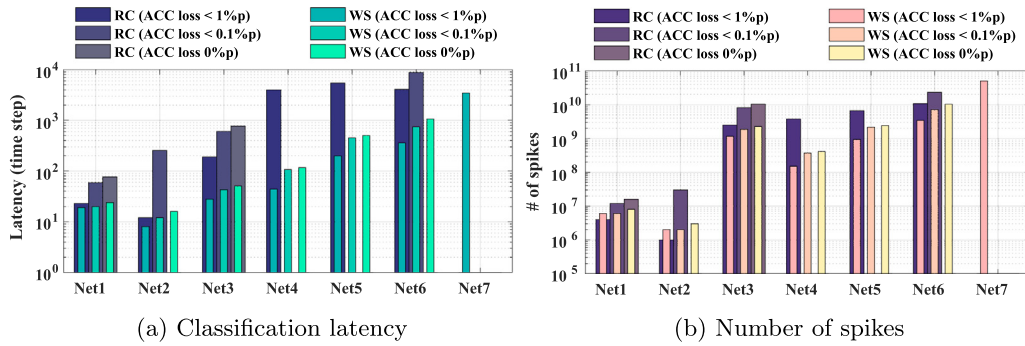 RC (ACC loss < 1%p)
RC (ACC loss < 0.1%p)
RC (ACC loss 0%p)
WS (ACC loss < 1%p)
WS (ACC loss < 0.1%p)
WS (ACC loss 0%p)
Latency (time step)
10^4
10^3
10^2
10^1
10^0
Net1 Net2 Net3 Net4 Net5 Net6 Net7
(a) Classification latency
RC (ACC loss < 1%p)
RC (ACC loss < 0.1%p)
RC (ACC loss 0%p)
WS (ACC loss < 1%p)
WS (ACC loss < 0.1%p)
WS (ACC loss 0%p)
# of spikes
10^11
10^10
10^9
10^8
10^7
10^6
10^5
Net1 Net2 Net3 Net4 Net5 Net6 Net7
(b) Number of spikes